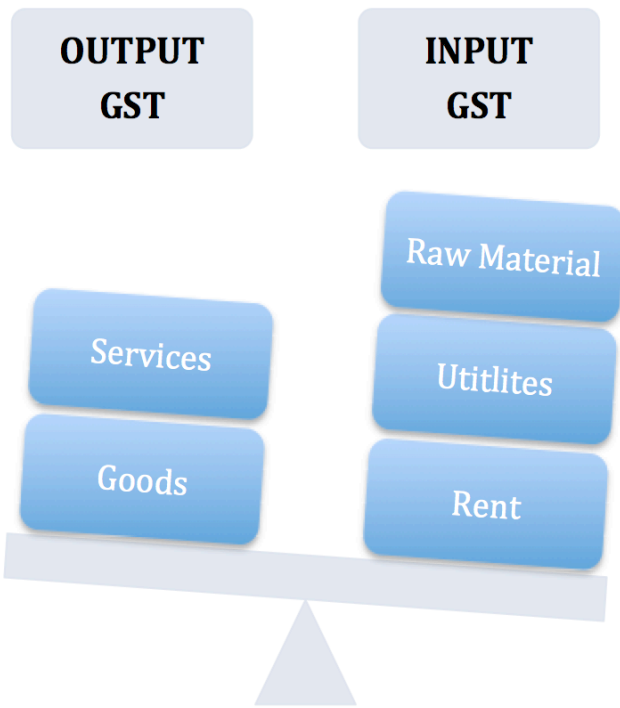 OUTPUT
GST
INPUT
GST
Raw Material
Services
Utitlites
Goods
Rent